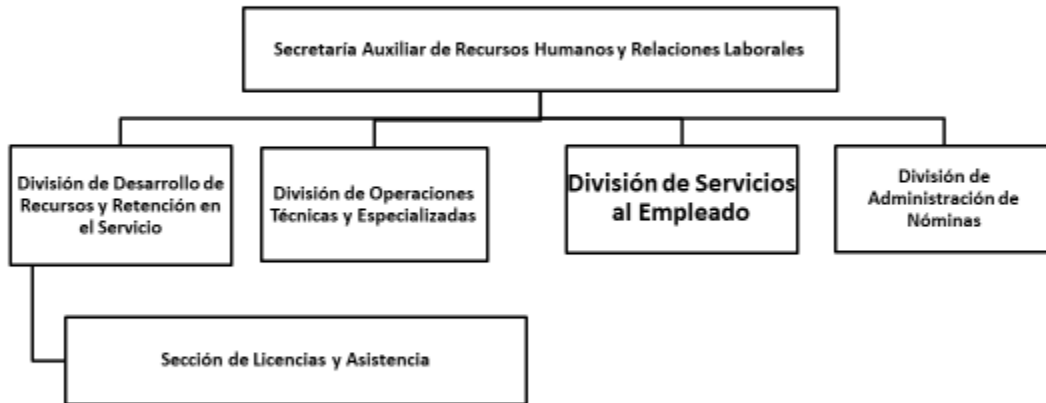 Secretaría Auxiliar de Recursos Humanos y Relaciones Laborales
División de Desarrollo de
Recursos y Retención en
el Servicio
División de Operaciones
Técnicas y Especializadas
División de Servicios
al Empleado
División de
Administración de
Nóminas
Sección de Licencias y Asistencia